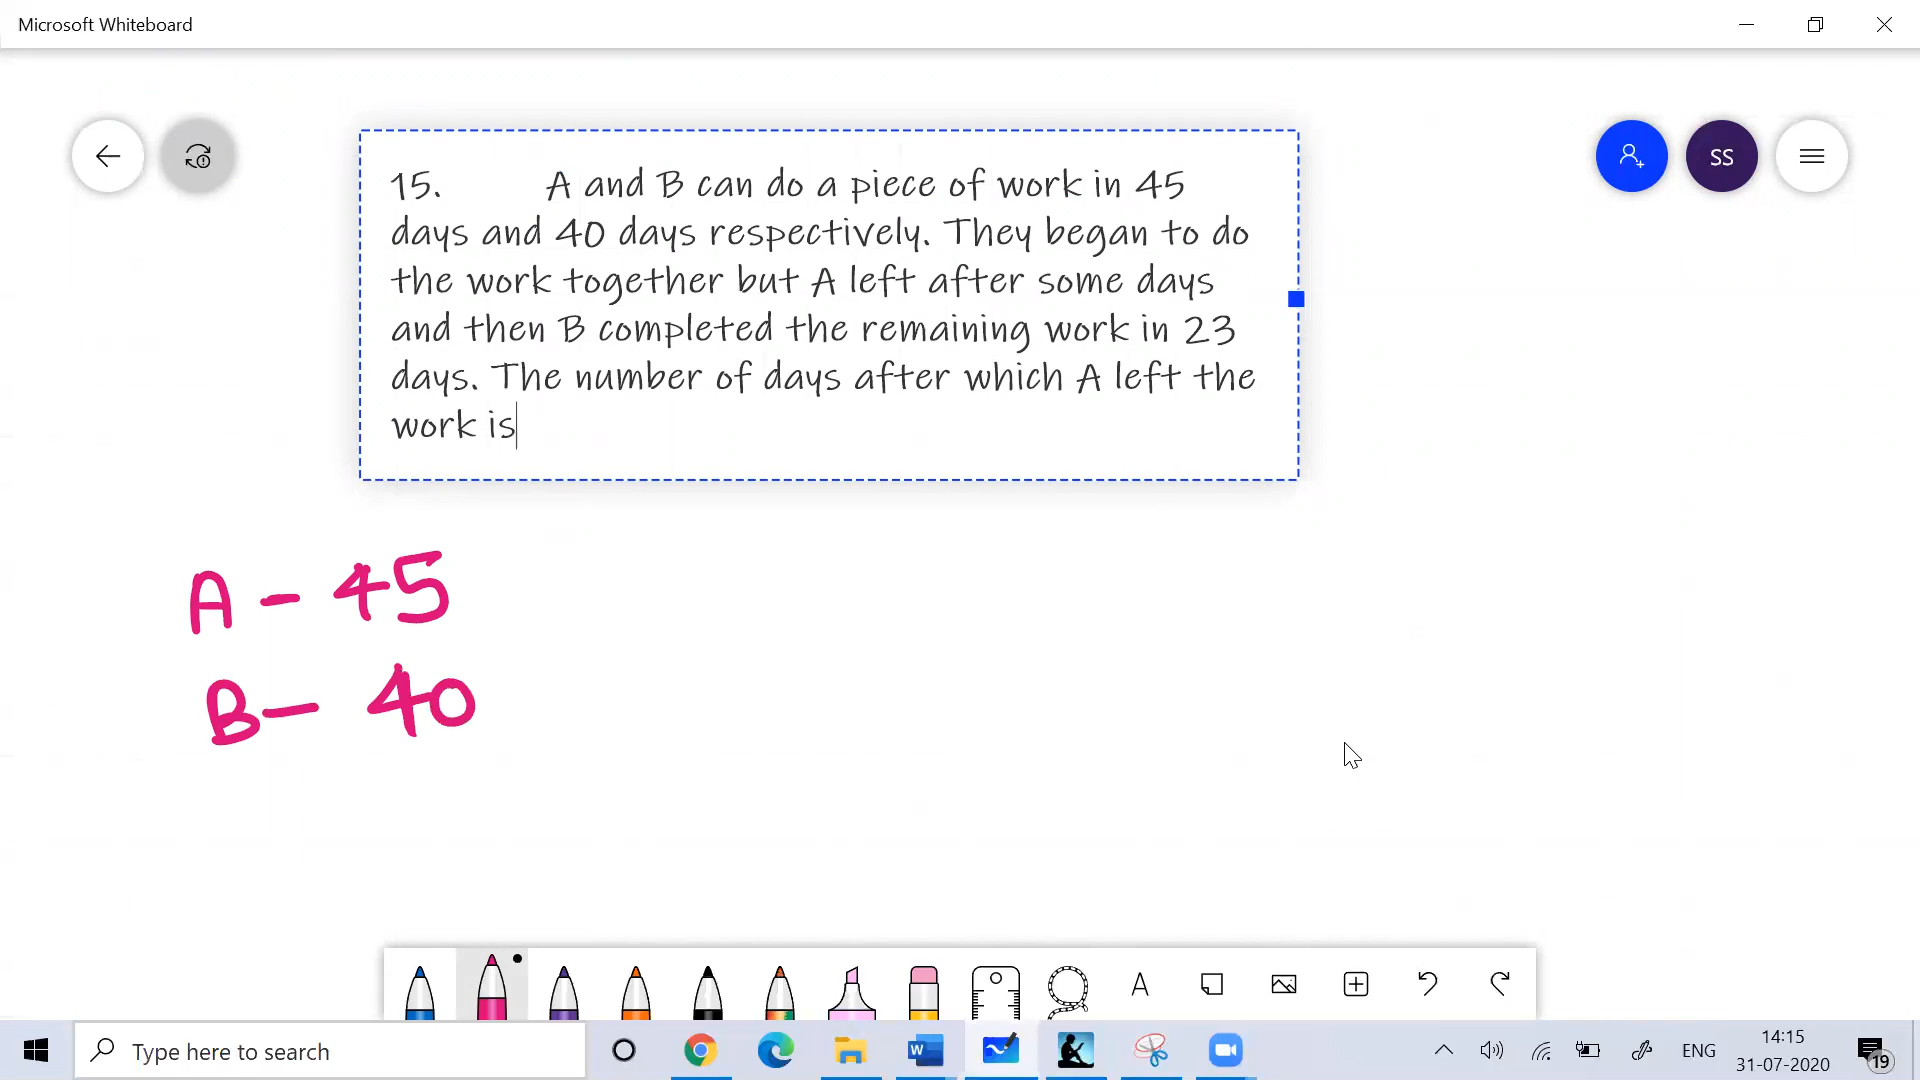 Microsoft Whiteboard
SS
15. A and B can do a piece of work in 45
days and 40 days respectively. They began to do
the work together but A left after some days
and then B completed the remaining work in 23
days. The number of days after which A left the
work is
A - 45
B- 40
A
Type here to search
W
ENG
14:15
31-07-2020
19